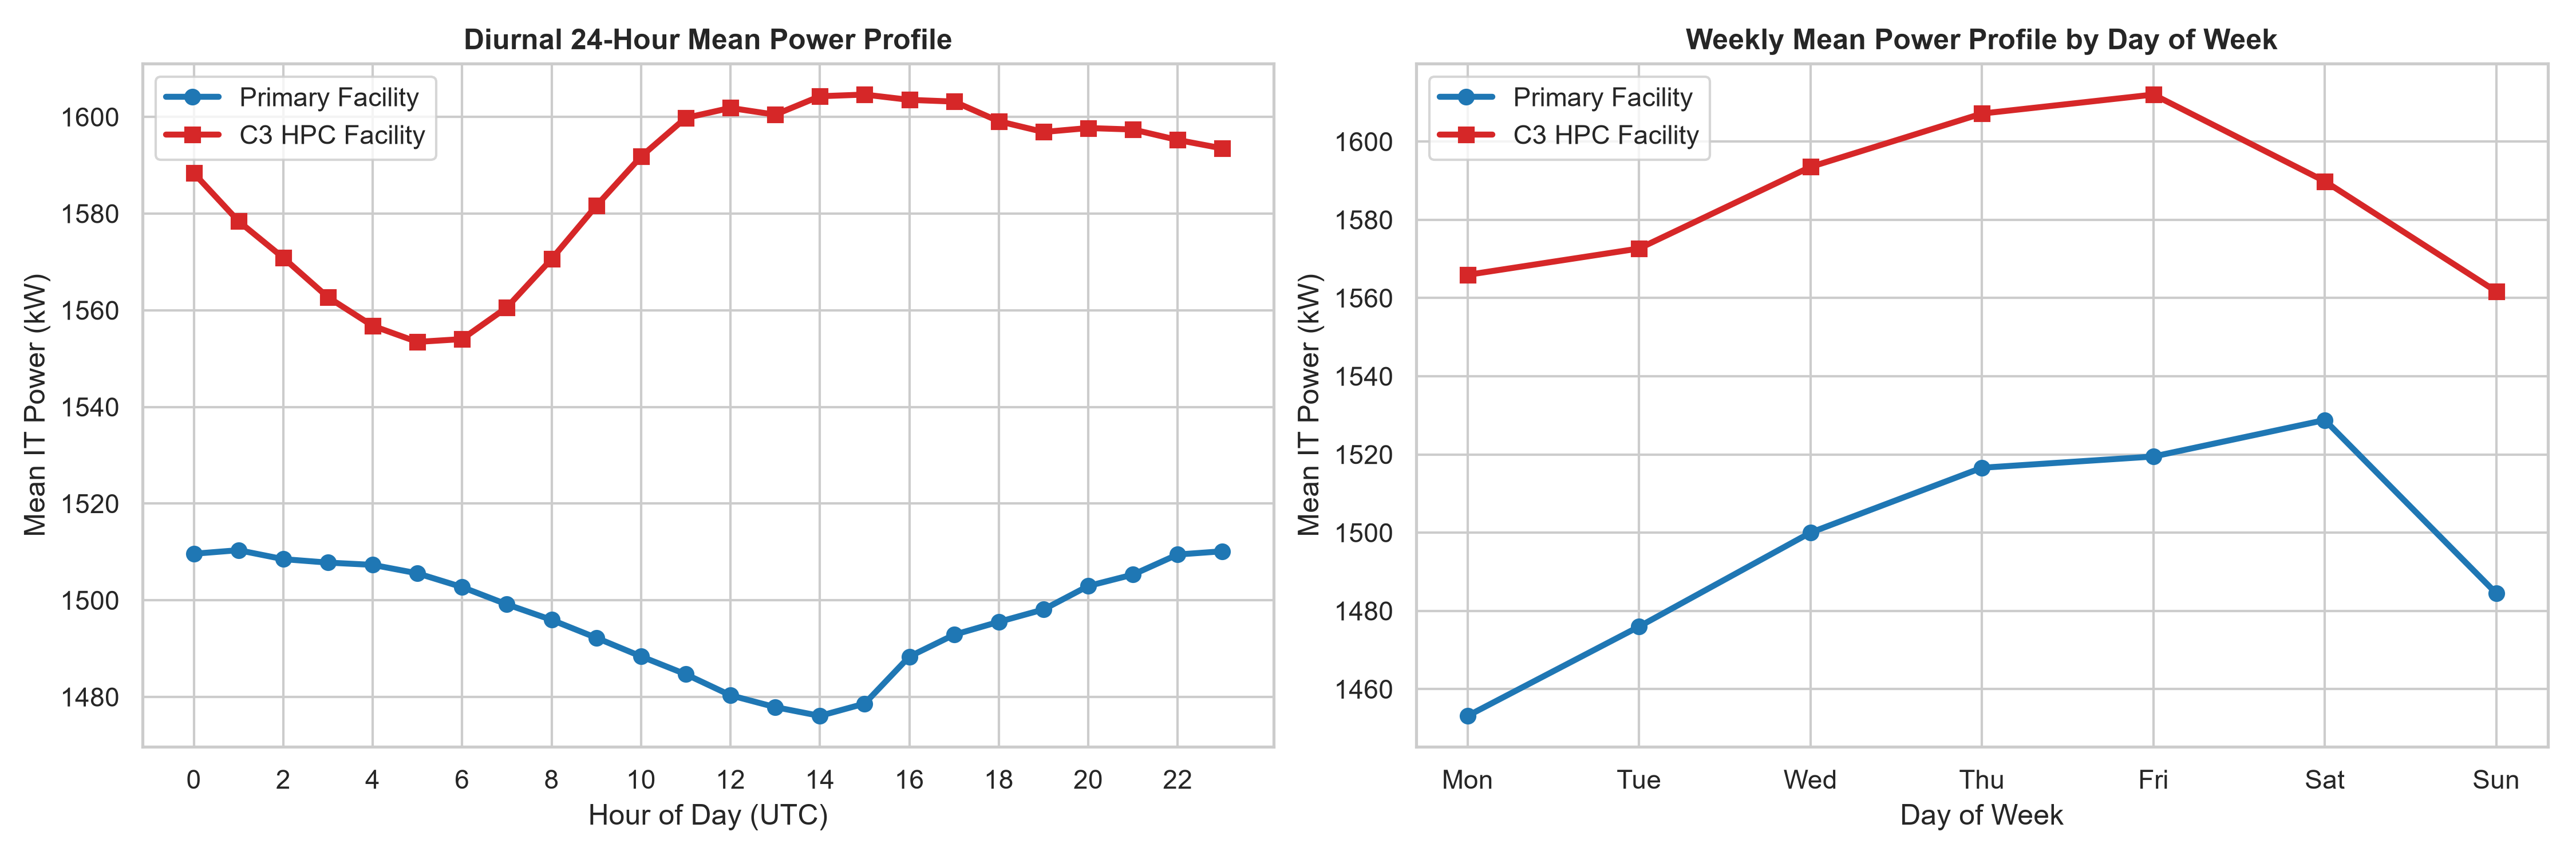 Diurnal 24-Hour Mean Power Profile
Primary Facility
C3 HPC Facility
Mean IT Power (kW)
1600
1580
1560
1540
1520
1500
1480
0 2 4 6 8 10 12 14 16 18 20 22
Hour of Day (UTC)
Weekly Mean Power Profile by Day of Week
Primary Facility
C3 HPC Facility
Mean IT Power (kW)
1600
1580
1560
1540
1520
1500
1480
1460
Mon Tue Wed Thu Fri Sat Sun
Day of Week